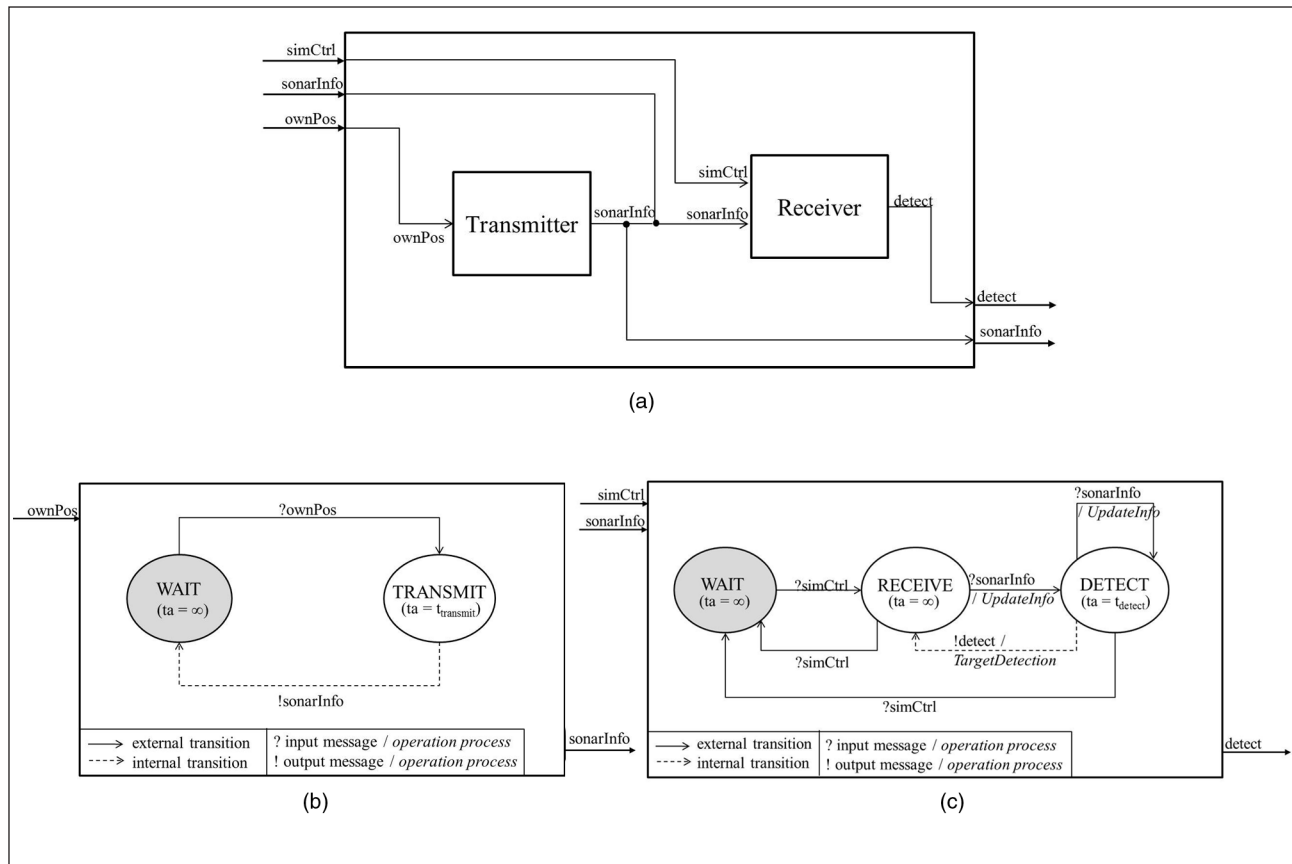 simCtrl
sonarInfo
ownPos
simCtrl
sonarInfo
sonarInfo
ownPos
Transmitter
Receiver
detect
detect
sonarInfo
(a)
ownPos
?ownPos
WAIT
(ta = ∞)
TRANSMIT
(ta = t_transmit)
!sonarInfo
external transition
? input message / operation process
internal transition
! output message / operation process
sonarInfo
(b)
simCtrl
sonarInfo
?sonarInfo
/ UpdateInfo
WAIT
(ta = ∞)
?simCtrl
RECEIVE
(ta = ∞)
?sonarInfo
/ UpdateInfo
DETECT
(ta = t_detect)
?simCtrl
!detect /
TargetDetection
?simCtrl
external transition
? input message / operation process
internal transition
! output message / operation process
detect
(c)